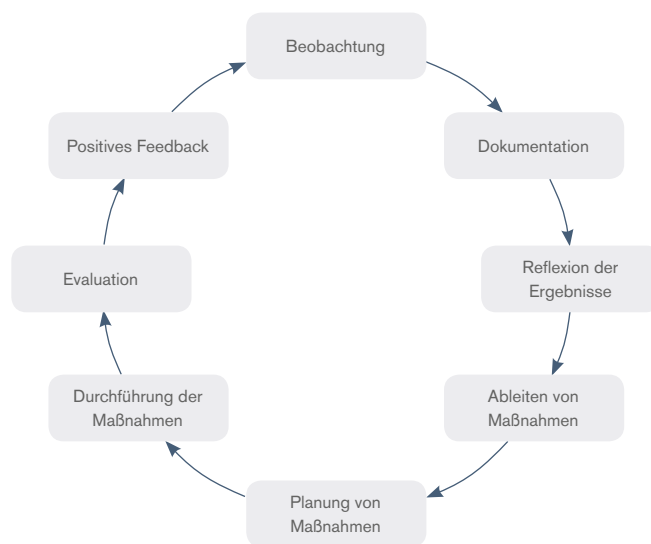 Beobachtung
Dokumentation
Reflexion der
Ergebnisse
Ableiten von
Maßnahmen
Planung von
Maßnahmen
Durchführung der
Maßnahmen
Evaluation
Positives Feedback